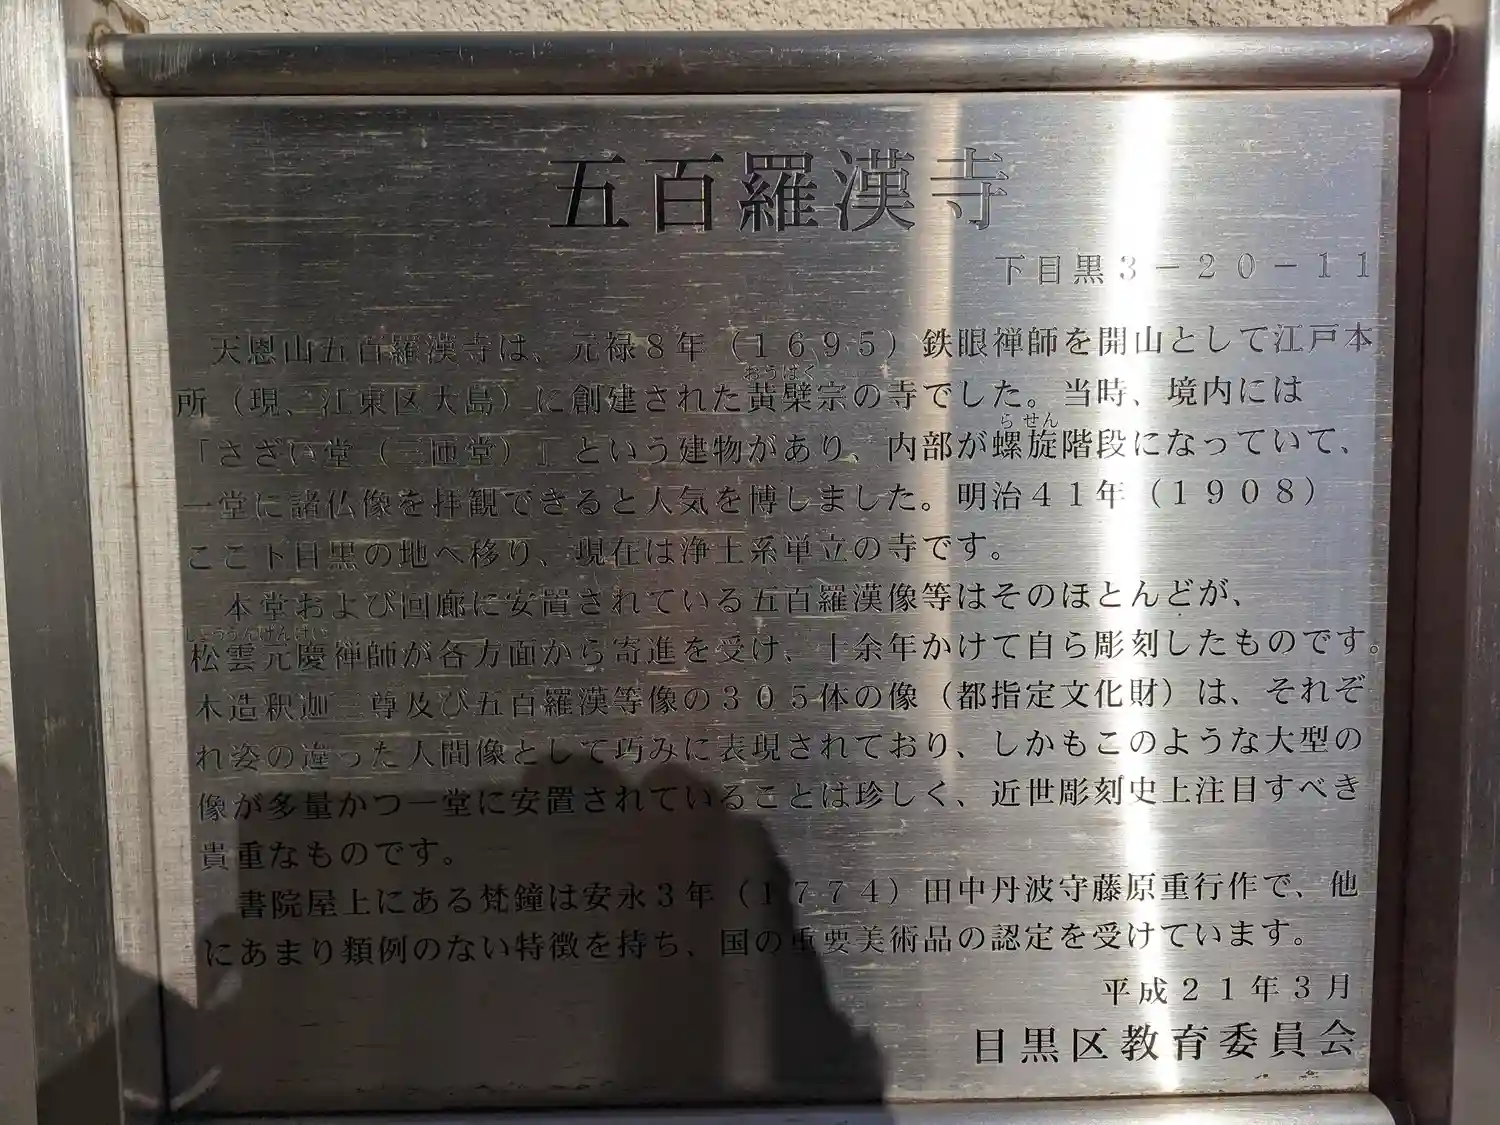 五百羅漢寺
下目黒３－２０－１１
天恩山五百羅漢寺は、元禄８年（１６９５）鉄眼禅師を開山として江戸本
所（現、江東区大島）に創建された黄檗宗の寺でした。当時、境内には
おうばく
「さざい堂（三匝堂）』という建物があり、内部が螺旋階段になっていて、
らせん
一堂に諸仏像を拝観できると人気を博しました。明治４１年（１９０８）
ここ下目黒の地へ移り、現在は浄土系単立の寺です。
本堂および回廊に安置されている五百羅漢像等はそのほとんどが、
しょううんげんけい
松雲元慶禅師が各方面から寄進を受け、十余年かけて自ら彫刻したものです。
木造釈迦三尊及び五百羅漢等像の３０５体の像（都指定文化財）は、それぞ
れ姿の違った人間像として巧みに表現されており、しかもこのような大型の
像が多量かつ一堂に安置されていることは珍しく、近世彫刻史上注目すべき
貴重なものです。
書院屋上にある梵鐘は安永３年（１７７４）田中丹波守藤原重行作で、他
にあまり類例のない特徴を持ち、国の重要美術品の認定を受けています。
平成２１年３月
目黒区教育委員会